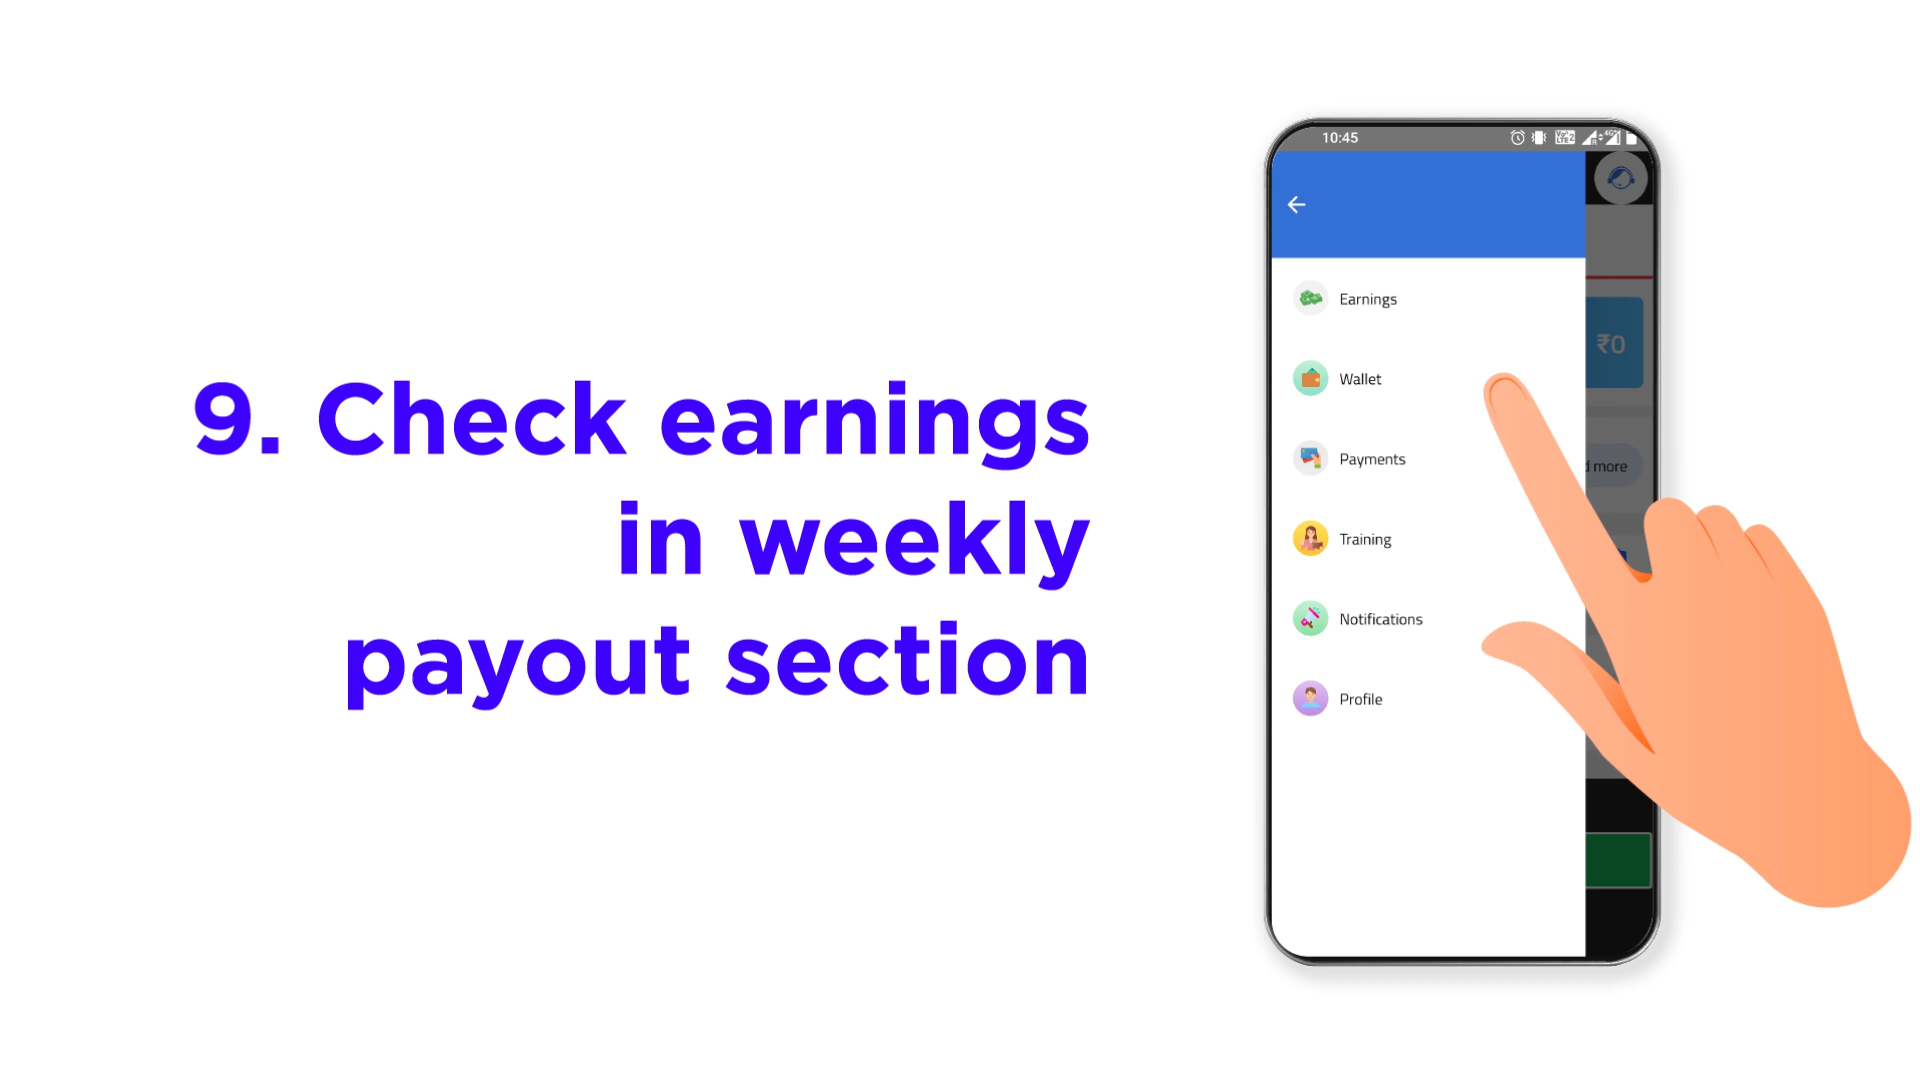 9. Check earnings
in weekly
payout section
10:45
Earnings
₹0
Wallet
Payments
more
Training
Notifications
Profile